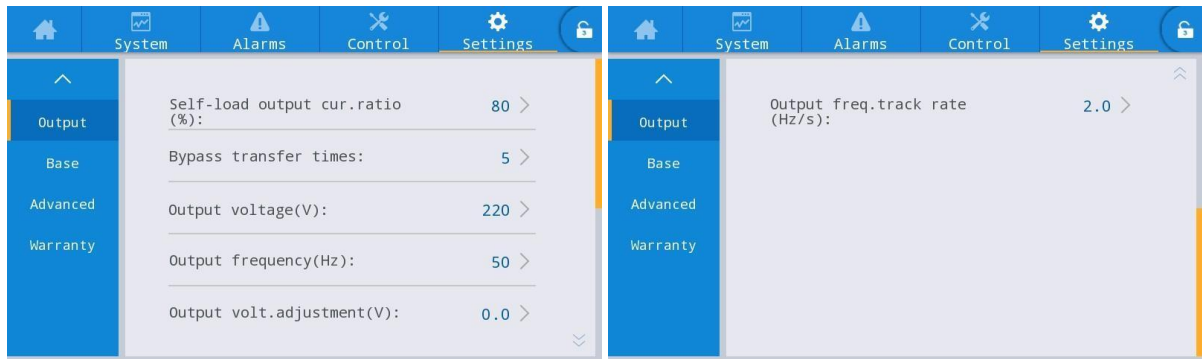 System Alarms Control Settings
Output
Base
Advanced
Warranty
Self-load output cur.ratio 80
(%):
Bypass transfer times: 5
Output voltage(V): 220
Output frequency(Hz): 50
Output volt.adjustment(V): 0.0
System Alarms Control Settings
Output
Base
Advanced
Warranty
Output freq.track rate 2.0
(Hz/s):